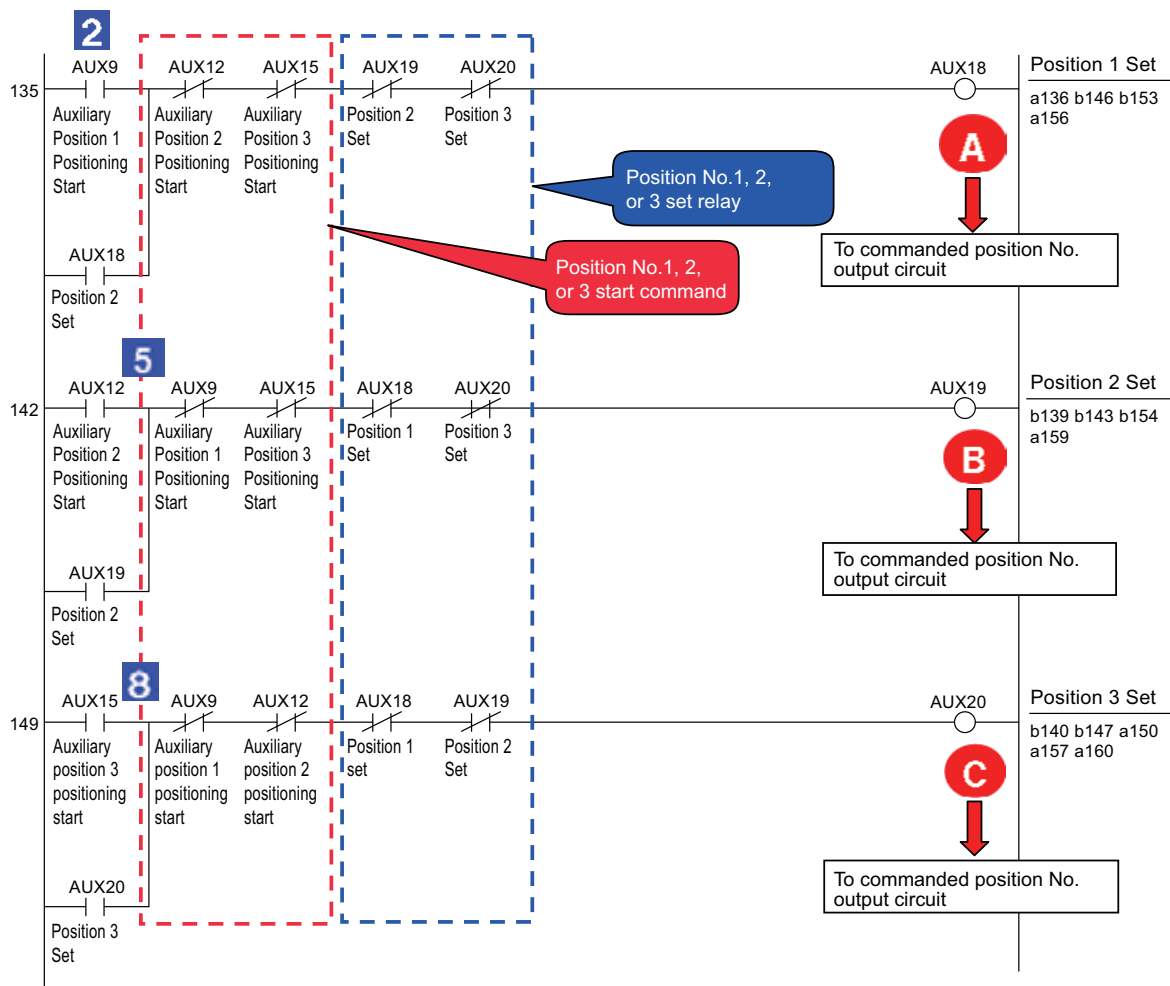 2
AUX9 AUX12 AUX15 AUX19 AUX20 AUX18 Position 1 Set
135
Auxiliary Position 1 Positioning Start
Auxiliary Position 2 Positioning Start
Auxiliary Position 3 Positioning Start
Position 2 Set
Position 3 Set
a136 b146 b153
a156
A
Position No.1, 2,
or 3 set relay
To commanded position No.
output circuit
Position No.1, 2,
or 3 start command
AUX18
Position 2
Set
5
AUX12 AUX9 AUX15 AUX18 AUX20 AUX19 Position 2 Set
142
Auxiliary Position 2 Positioning Start
Auxiliary Position 1 Positioning Start
Auxiliary Position 3 Positioning Start
Position 1 Set
Position 3 Set
b139 b143 b154
a159
B
To commanded position No.
output circuit
AUX19
Position 2
Set
8
AUX15 AUX9 AUX12 AUX18 AUX19 AUX20 Position 3 Set
149
Auxiliary position 3 positioning start
Auxiliary position 1 positioning start
Auxiliary position 2 positioning start
Position 1 set
Position 2 Set
b140 b147 a150
a157 a160
C
To commanded position No.
output circuit
AUX20
Position 3
Set